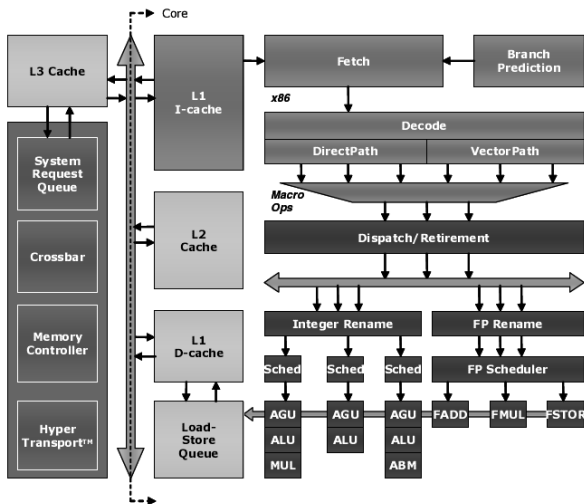 Core
L3 Cache
System
Request
Queue
Crossbar
Memory
Controller
Hyper
Transport™
L1
I-cache
L2
Cache
L1
D-cache
Load-
Store
Queue
Fetch
Branch
Prediction
x86
Decode
DirectPath
VectorPath
Macro
Ops
Dispatch/Retirement
Integer Rename
FP Rename
Sched
Sched
Sched
FP Scheduler
AGU
ALU
MUL
AGU
ALU
AGU
ALU
ABM
FADD
FMUL
FSTOR